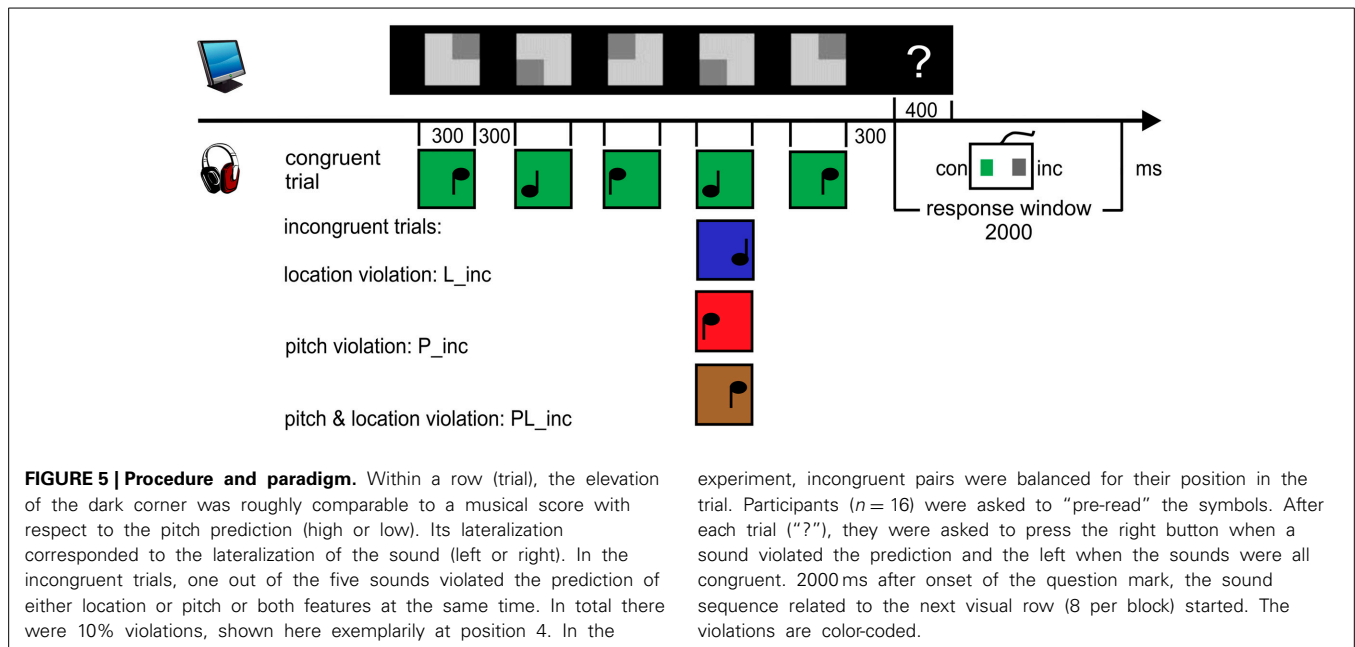 ?
400
300 300
300
congruent
trial
con inc
ms
response window
2000
incongruent trials:
location violation: L_inc
pitch violation: P_inc
pitch & location violation: PL_inc
FIGURE 5 | Procedure and paradigm. Within a row (trial), the elevation
of the dark corner was roughly comparable to a musical score with
respect to the pitch prediction (high or low). Its lateralization
corresponded to the lateralization of the sound (left or right). In the
incongruent trials, one out of the five sounds violated the prediction of
either location or pitch or both features at the same time. In total there
were 10% violations, shown here exemplarily at position 4. In the
experiment, incongruent pairs were balanced for their position in the
trial. Participants (n = 16) were asked to “pre-read” the symbols. After
each trial (“?”), they were asked to press the right button when a
sound violated the prediction and the left when the sounds were all
congruent. 2000 ms after onset of the question mark, the sound
sequence related to the next visual row (8 per block) started. The
violations are color-coded.